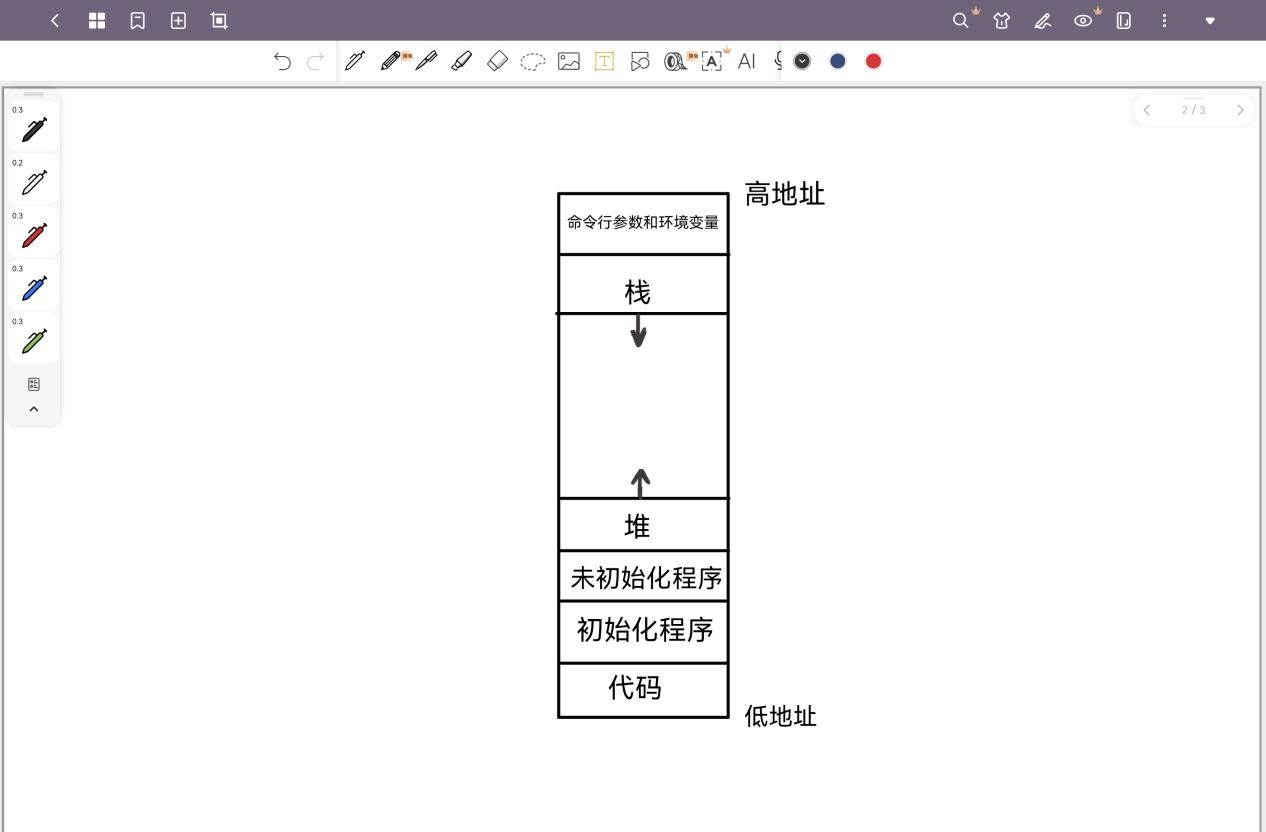 AI
0.3
0.2
0.3
0.3
0.3
2 / 3
高地址
命令行参数和环境变量
栈
堆
未初始化程序
初始化程序
代码
低地址